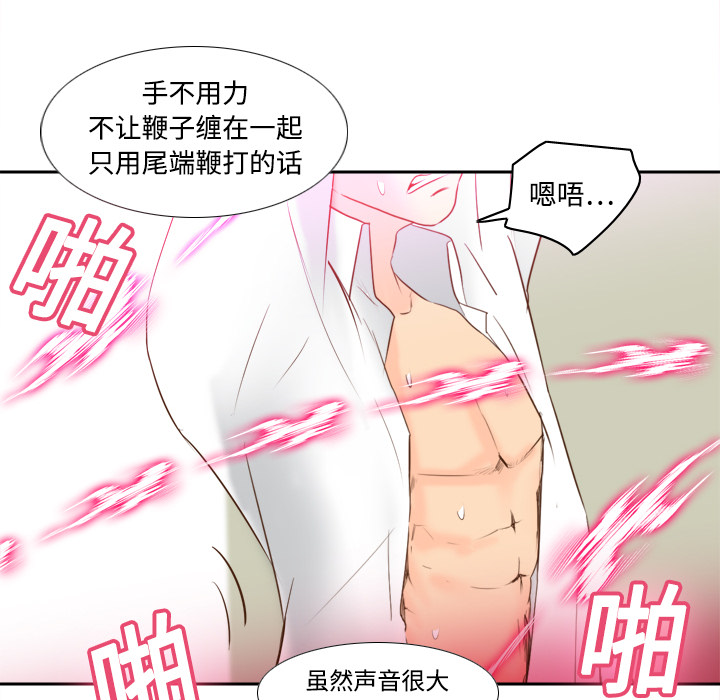 手不用力
不让鞭子缠在一起
只用尾端鞭打的话
嗯唔...
啪
啪
啪
虽然声音很大